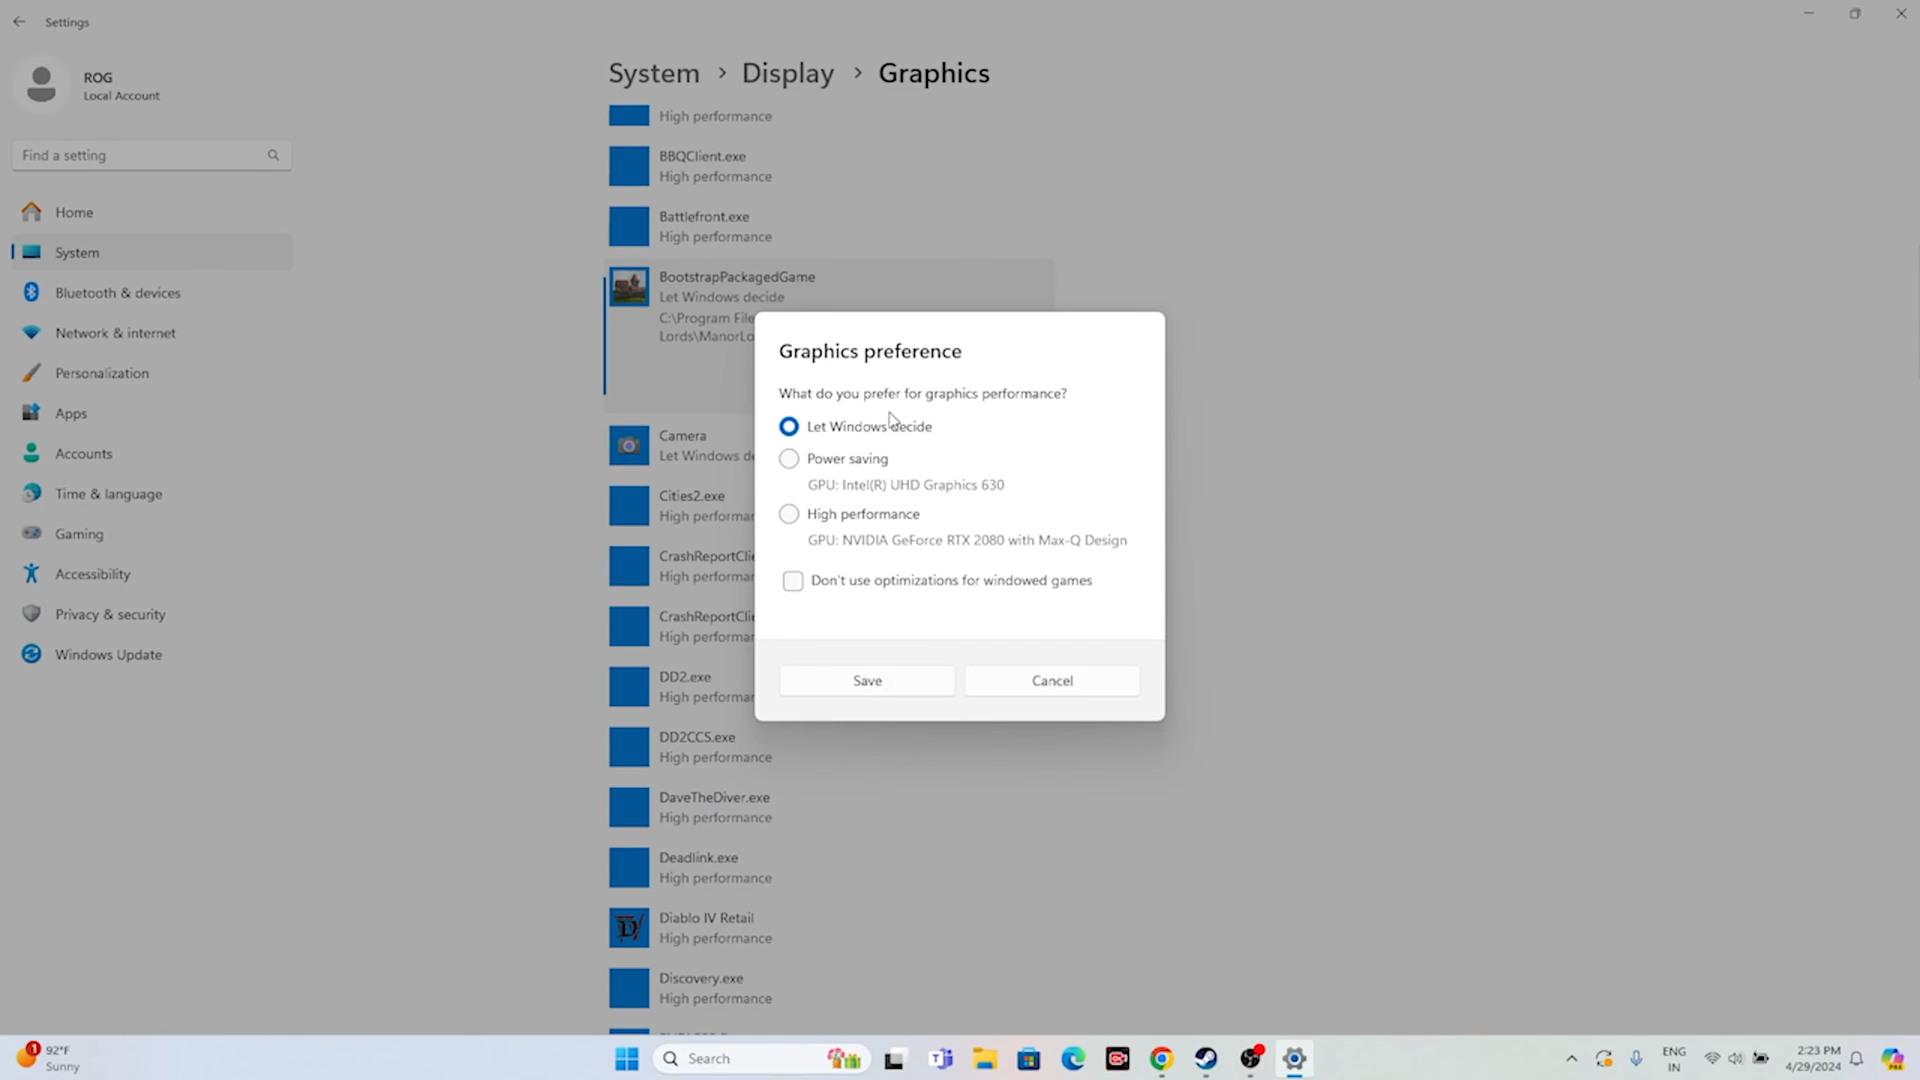 Settings
ROG
Local Account
Find a setting
Home
System
Bluetooth & devices
Network & internet
Personalization
Apps
Accounts
Time & language
Gaming
Accessibility
Privacy & security
Windows Update
System > Display > Graphics
High performance
BBQClient.exe
High performance
Battlefront.exe
High performance
BootstrapPackagedGame
Let Windows decide
C:\Program File
Lords\ManorLo
Camera
Let Windows de
Cities2.exe
High performa
CrashReportClie
High performa
CrashReportClie
High performa
DD2.exe
High performa
DD2CCS.exe
High performance
DaveTheDiver.exe
High performance
Deadlink.exe
High performance
Diablo IV Retail
High performance
Discovery.exe
High performance
Graphics preference
What do you prefer for graphics performance?
Let Windows decide
Power saving
GPU: Intel(R) UHD Graphics 630
High performance
GPU: NVIDIA GeForce RTX 2080 with Max-Q Design
Don't use optimizations for windowed games
Save
Cancel
1
92°F
Sunny
Search
ENG
IN
2:23 PM
4/29/2024
PRE